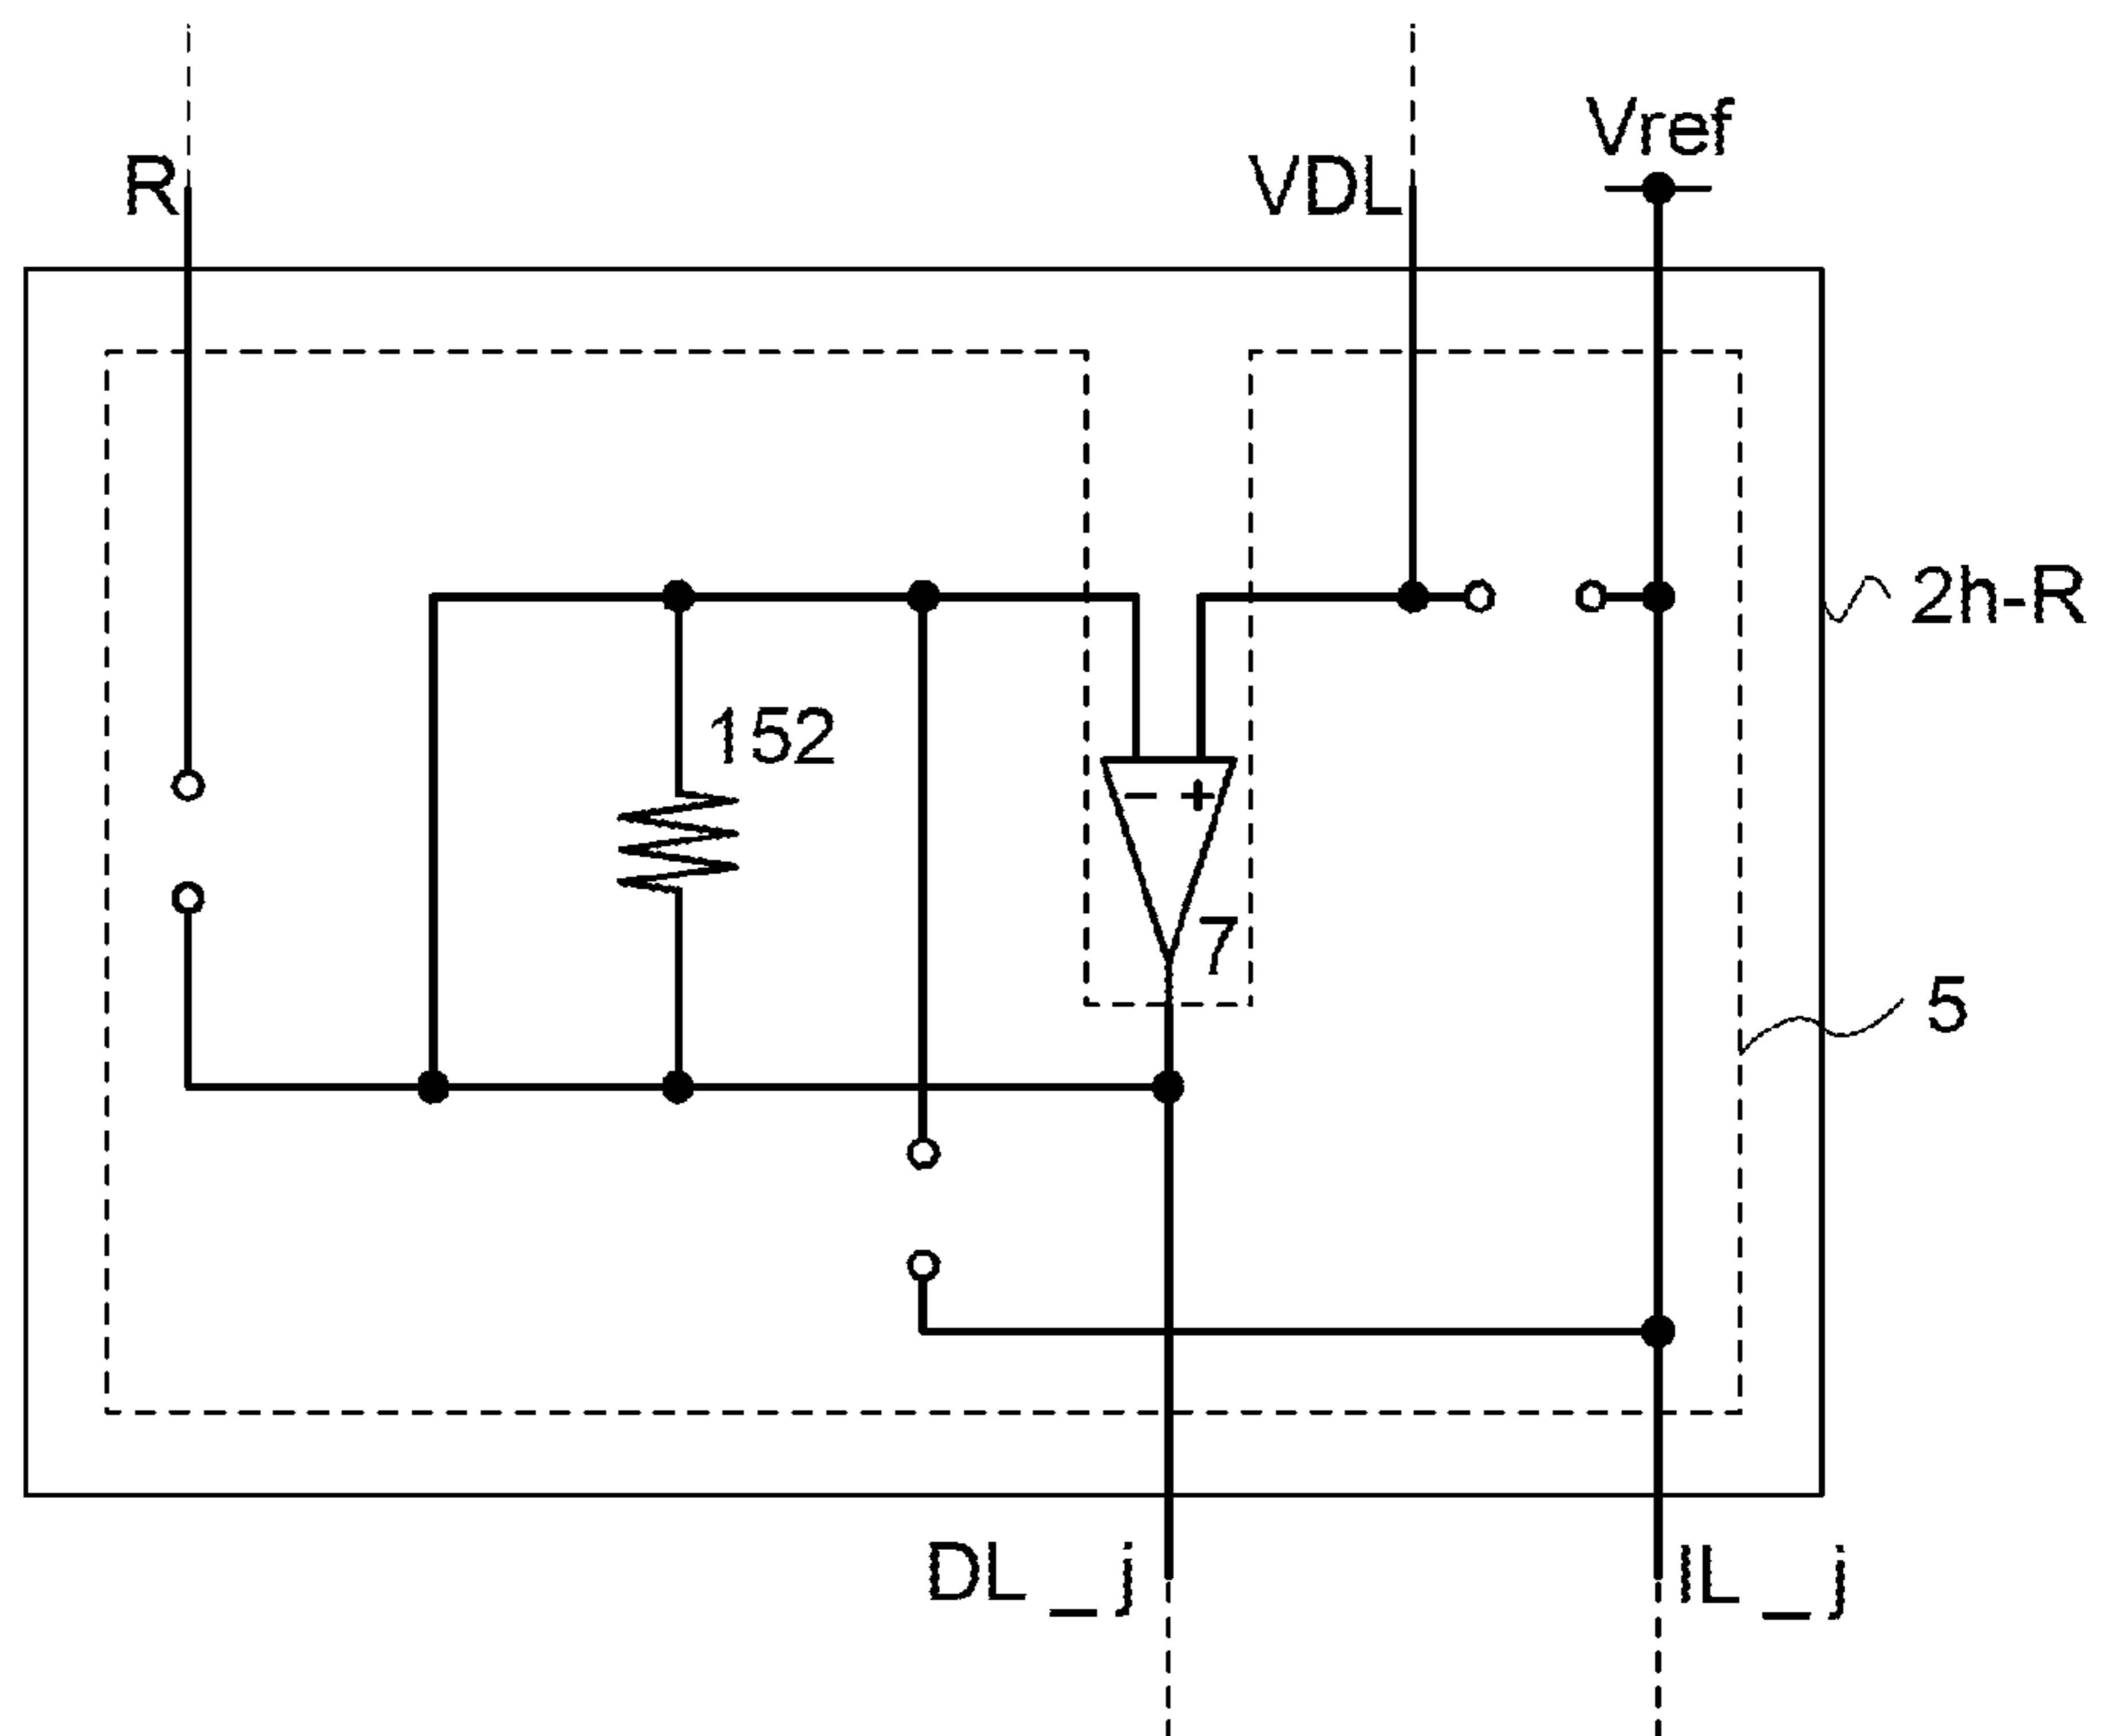 Vref
R
VDL
2h-R
152
− +
7
5
DL _ j
IL _ j